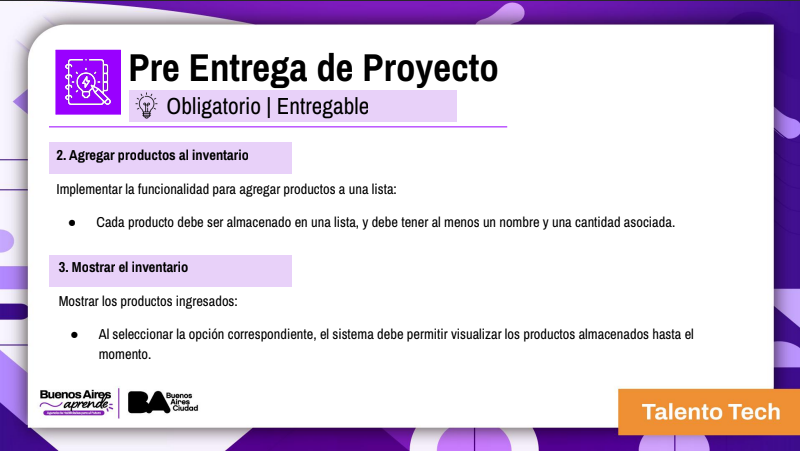 Pre Entrega de Proyecto
Obligatorio | Entregable
2. Agregar productos al inventario
Implementar la funcionalidad para agregar productos a una lista:
● Cada producto debe ser almacenado en una lista, y debe tener al menos un nombre y una cantidad asociada.
3. Mostrar el inventario
Mostrar los productos ingresados:
● Al seleccionar la opción correspondiente, el sistema debe permitir visualizar los productos almacenados hasta el
momento.
Buenos Aires
aprende
BA
Buenos
Aires
Ciudad
Talento Tech